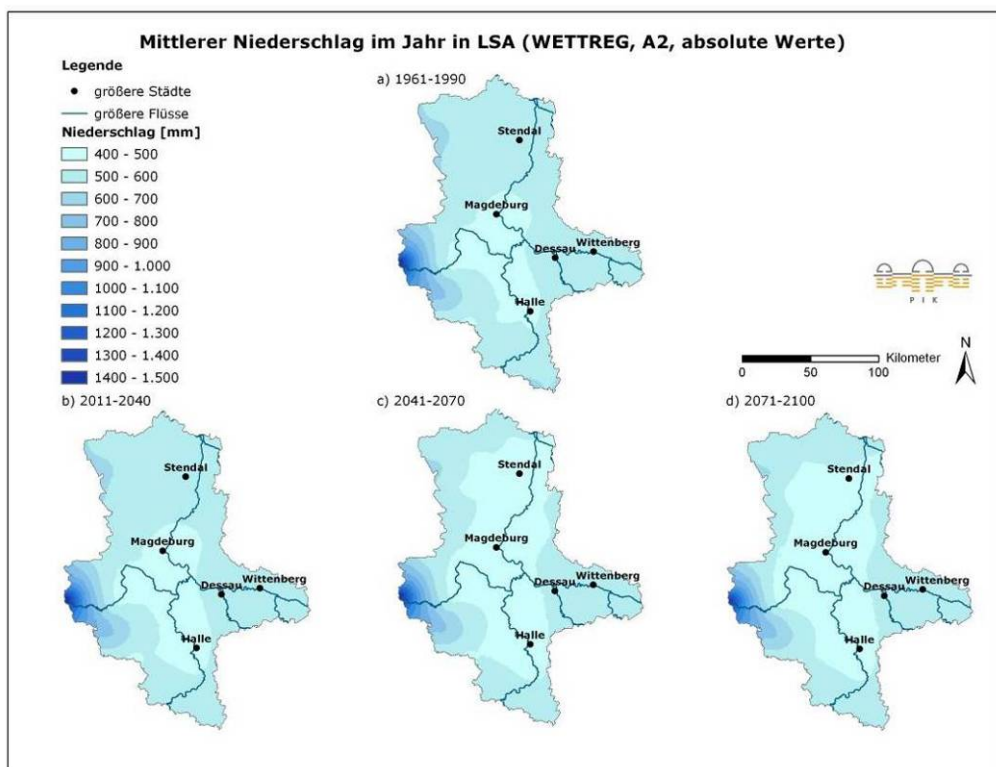 Mittlerer Niederschlag im Jahr in LSA (WETTREG, A2, absolute Werte)
Legende
größere Städte
größere Flüsse
Niederschlag [mm]
400 - 500
500 - 600
600 - 700
700 - 800
800 - 900
900 - 1.000
1000 - 1.100
1100 - 1.200
1200 - 1.300
1300 - 1.400
1400 - 1.500
a) 1961-1990
Stendal
Magdeburg
Dessau
Wittenberg
Halle
P I K
N
Kilometer
0 50 100
b) 2011-2040
Stendal
Magdeburg
Dessau
Wittenberg
Halle
c) 2041-2070
Stendal
Magdeburg
Dessau
Wittenberg
Halle
d) 2071-2100
Stendal
Magdeburg
Dessau
Wittenberg
Halle